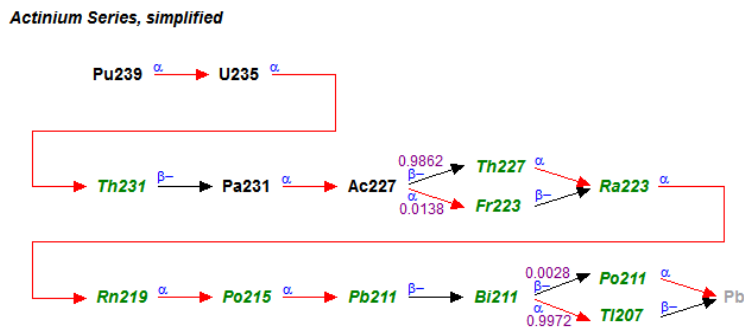 Actinium Series, simplified
Pu239 α U235 α
Th231 β− Pa231 α Ac227 0.9862 β− Th227 α Ra223 α
α 0.0138 Fr223 β−
Rn219 α Po215 α Pb211 β− Bi211 0.0028 β− Po211 α Pb
α 0.9972 Tl207 β−